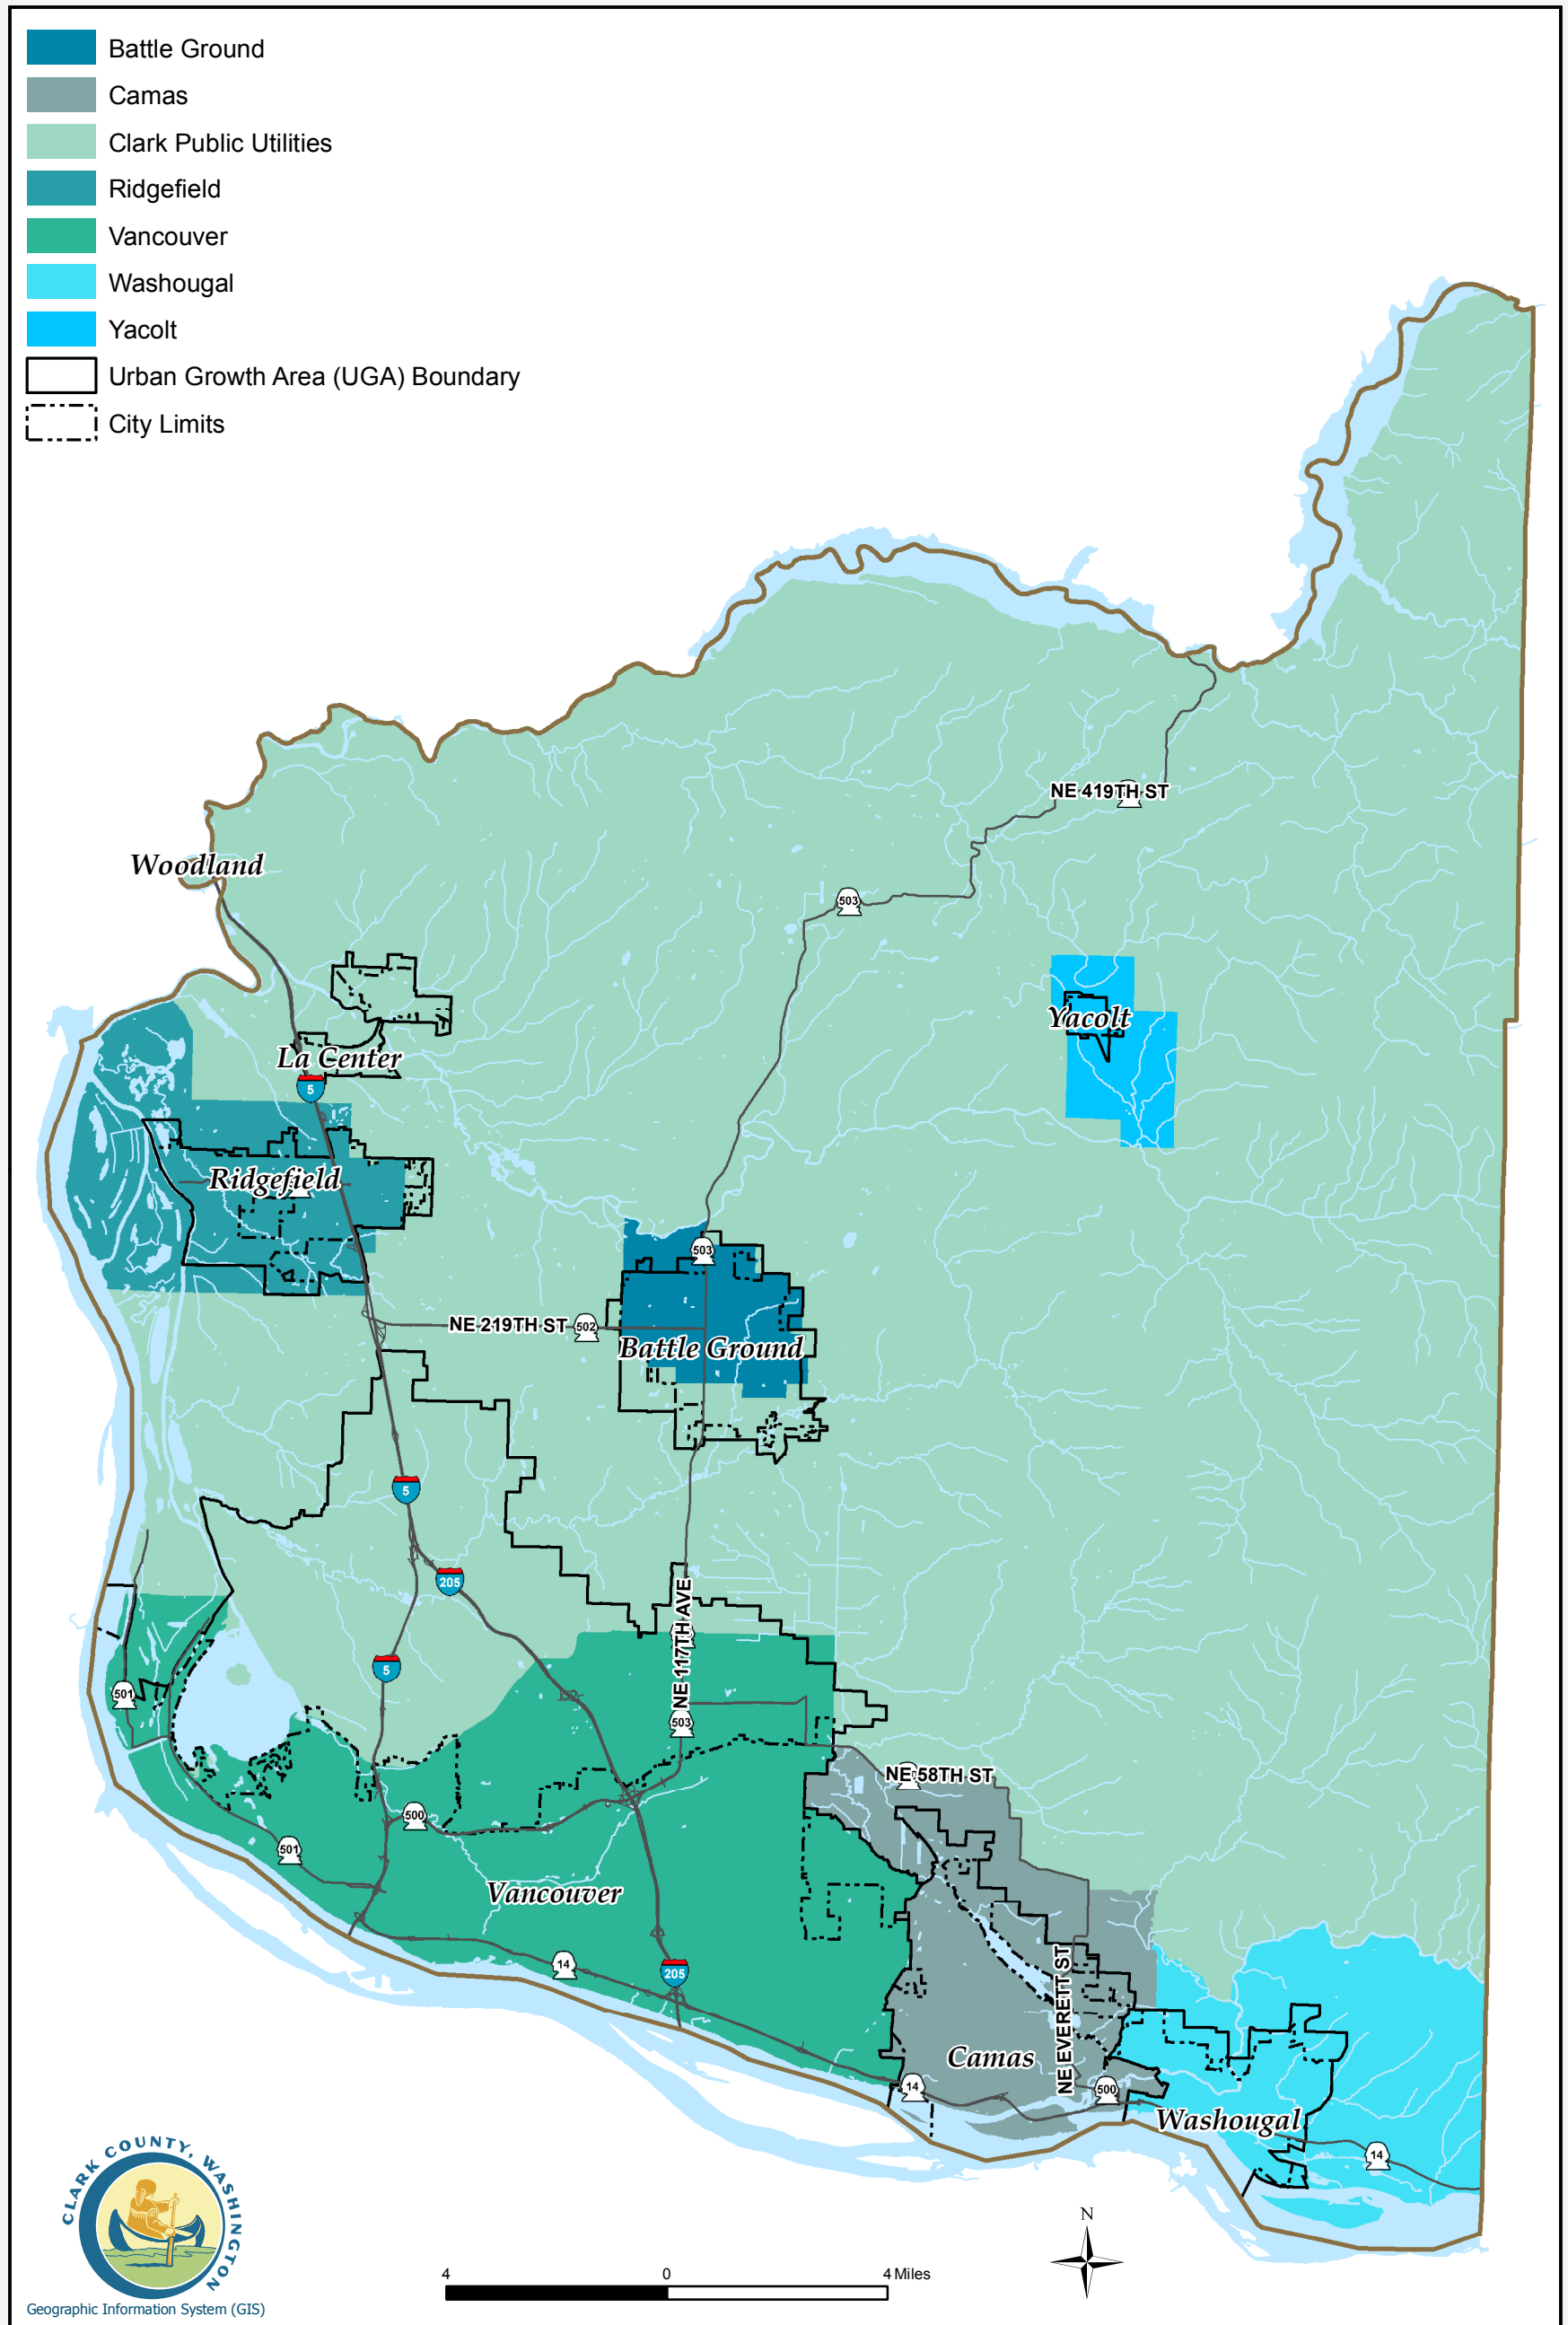 Battle Ground
Camas
Clark Public Utilities
Ridgefield
Vancouver
Washougal
Yacolt
Urban Growth Area (UGA) Boundary
City Limits
NE 419TH ST
Woodland
503
Yacolt
La Center
5
Ridgefield
503
NE 219TH ST
502
Battle Ground
5
205
NE 117TH AVE
5
501
503
NE 58TH ST
500
501
Vancouver
14
205
NE EVERETT ST
Camas
14
500
Washougal
14
CLARK COUNTY, WASHINGTON
Geographic Information System (GIS)
N
4 0 4 Miles